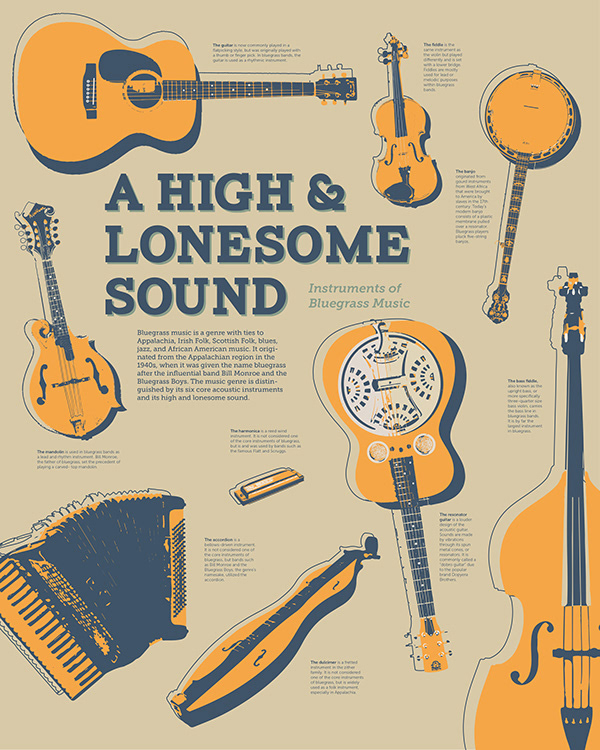 The guitar is now commonly played in a
flatpicking style, but was originally played with
a thumb or finger pick. In bluegrass bands, the
guitar is used as a rhythmic instrument.
The fiddle is the
same instrument as
the violin but played
differently and is set
with a lower bridge.
Fiddles are mostly
used for lead or
melodic purposes
within bluegrass
bands.
The banjo
originated from
gourd instruments
from West Africa
that were brought
to America by
slaves in the 17th
century. Today's
modern banjo
consists of a plastic
membrane pulled
over a resonator.
Bluegrass players
pluck five-string
banjos.
A HIGH &
LONESOME
SOUND
Instruments of
Bluegrass Music
Bluegrass music is a genre with ties to
Appalachia, Irish Folk, Scottish Folk, blues,
jazz, and African American music. It origi-
nated from the Appalachian region in the
1940s, when it was given the name bluegrass
after the influential band Bill Monroe and the
Bluegrass Boys. The music genre is distin-
guished by its six core acoustic instruments
and its high and lonesome sound.
The bass fiddle,
also known as the
upright bass, or
more specifically,
three-quarter size
bass violin, carries
the bass line in
bluegrass bands.
It is by far the
largest instrument
in bluegrass.
The mandolin is used in bluegrass bands as
a lead and rhythm instrument. Bill Monroe,
the father of bluegrass, set the precedent of
playing a carved- top mandolin.
The harmonica is a reed wind
instrument. It is not considered one
of the core instruments of bluegrass,
but is and was used by bands such as
the famous Flatt and Scruggs.
The resonator
guitar is a louder
design of the
acoustic guitar.
Sounds are made
by vibrations
through its spun
metal cones, or
resonators. It is
commonly called a
"dobro guitar" due
to the popular
brand Dopyera
Brothers.
The accordion is a
bellows-driven instrument.
It is not considered one of
the core instruments of
bluegrass, but bands such
as Bill Monroe and the
Bluegrass Boys, the genre's
namesake, utilized the
accordion.
The dulcimer is a fretted
instrument in the zither
family. It is not considered
one of the core instruments
of bluegrass, but is widely
used as a folk instrument,
especially in Appalachia.